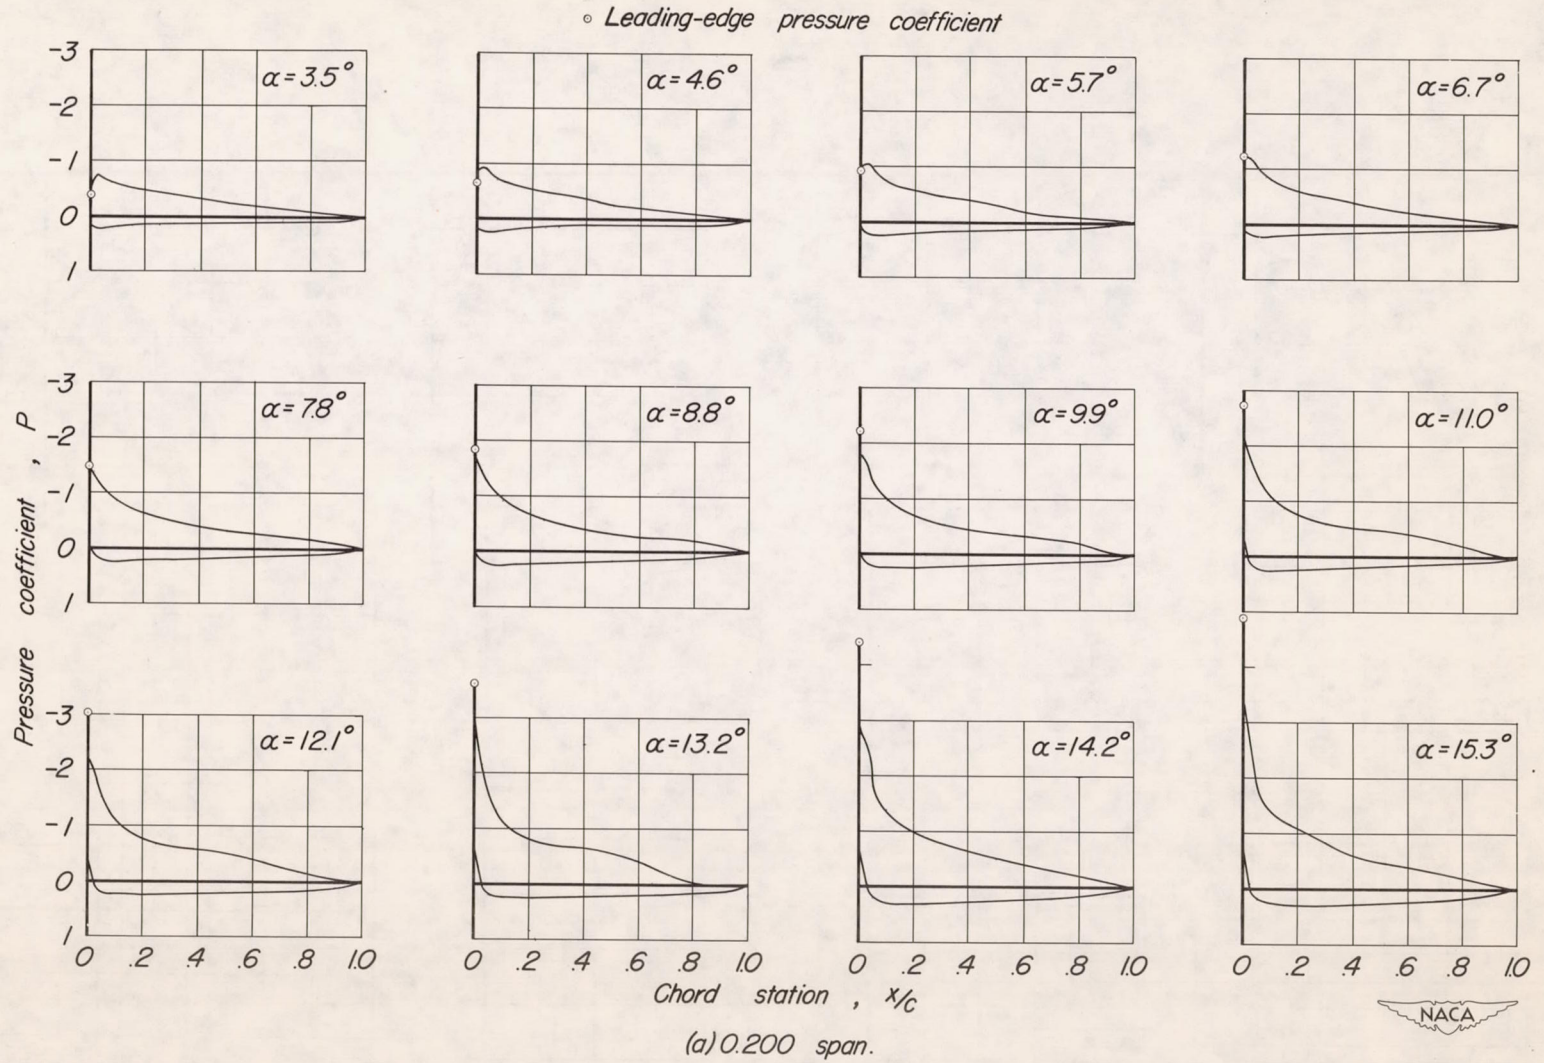 ⊙ Leading-edge pressure coefficient
-3
-2
-1
0
1
α=3.5°
α=4.6°
α=5.7°
α=6.7°
-3
-2
-1
0
1
α=7.8°
α=8.8°
α=9.9°
α=11.0°
Pressure coefficient , P
-3
-2
-1
0
1
α=12.1°
α=13.2°
α=14.2°
α=15.3°
0 .2 .4 .6 .8 1.0
0 .2 .4 .6 .8 1.0
0 .2 .4 .6 .8 1.0
0 .2 .4 .6 .8 1.0
Chord station , x/c
NACA
(a) 0.200 span.